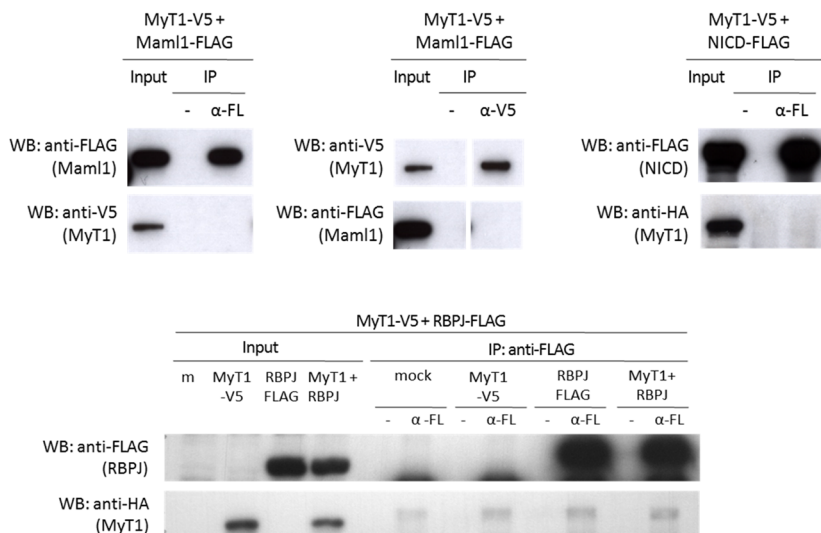 MyT1-V5 +
Maml1-FLAG
Input IP
- α-FL
WB: anti-FLAG
(Maml1)
WB: anti-V5
(MyT1)
MyT1-V5 +
Maml1-FLAG
Input IP
- α-V5
WB: anti-V5
(MyT1)
WB: anti-FLAG
(Maml1)
MyT1-V5 +
NICD-FLAG
Input IP
- α-FL
WB: anti-FLAG
(NICD)
WB: anti-HA
(MyT1)
MyT1-V5 + RBPJ-FLAG
Input IP: anti-FLAG
m MyT1 RBPJ MyT1 + mock MyT1 RBPJ MyT1+
-V5 FLAG RBPJ -V5 FLAG RBPJ
- α -FL - α -FL - α -FL - α -FL
WB: anti-FLAG
(RBPJ)
WB: anti-HA
(MyT1)